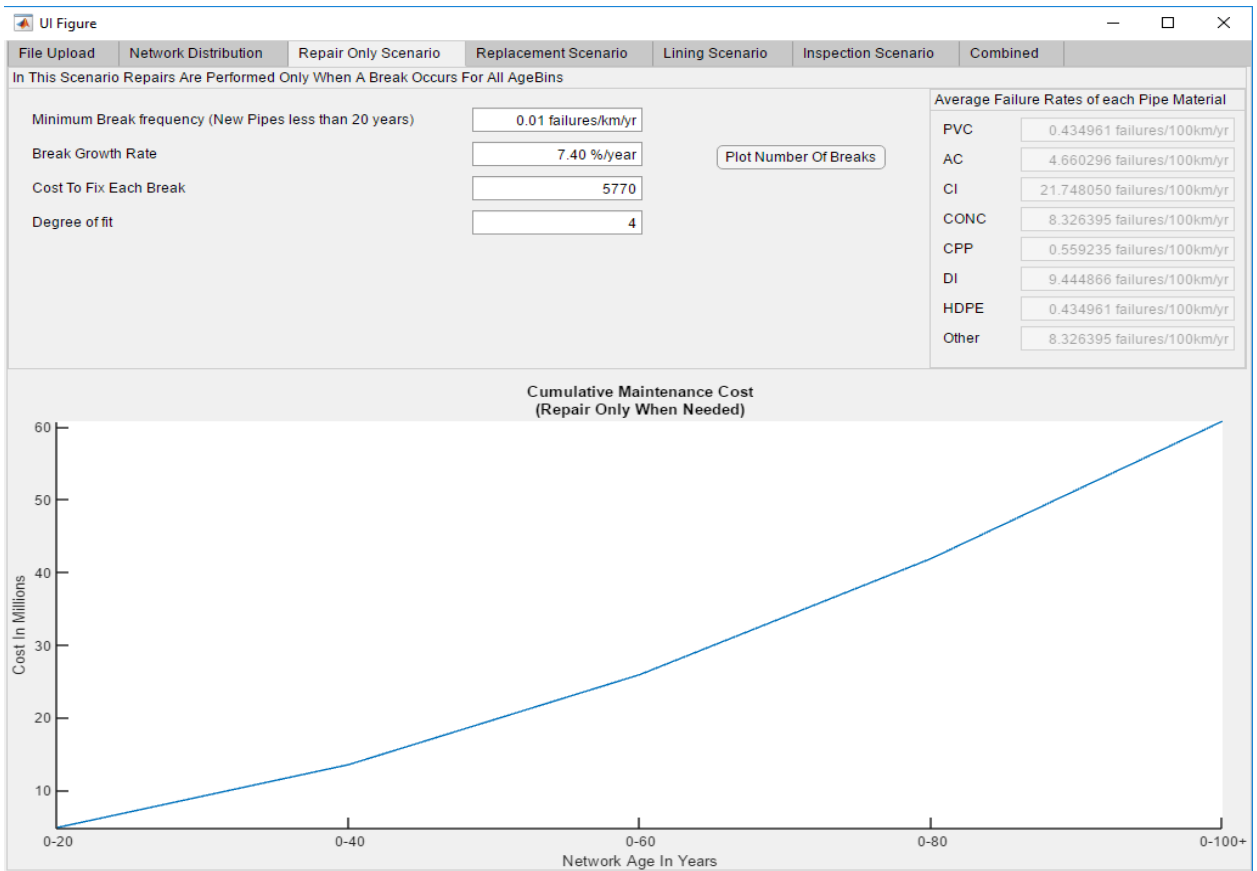 UI Figure
File Upload
Network Distribution
Repair Only Scenario
Replacement Scenario
Lining Scenario
Inspection Scenario
Combined
In This Scenario Repairs Are Performed Only When A Break Occurs For All AgeBins
Minimum Break frequency (New Pipes less than 20 years)
0.01 failures/km/yr
Break Growth Rate
7.40 %/year
Cost To Fix Each Break
5770
Degree of fit
4
Plot Number Of Breaks
Average Failure Rates of each Pipe Material
PVC
0.434961 failures/100km/yr
AC
4.660296 failures/100km/yr
CI
21.748050 failures/100km/yr
CONC
8.326395 failures/100km/yr
CPP
0.559235 failures/100km/yr
DI
9.444866 failures/100km/yr
HDPE
0.434961 failures/100km/yr
Other
8.326395 failures/100km/yr
Cumulative Maintenance Cost
(Repair Only When Needed)
60
50
40
30
20
10
Cost In Millions
0-20
0-40
0-60
0-80
0-100+
Network Age In Years